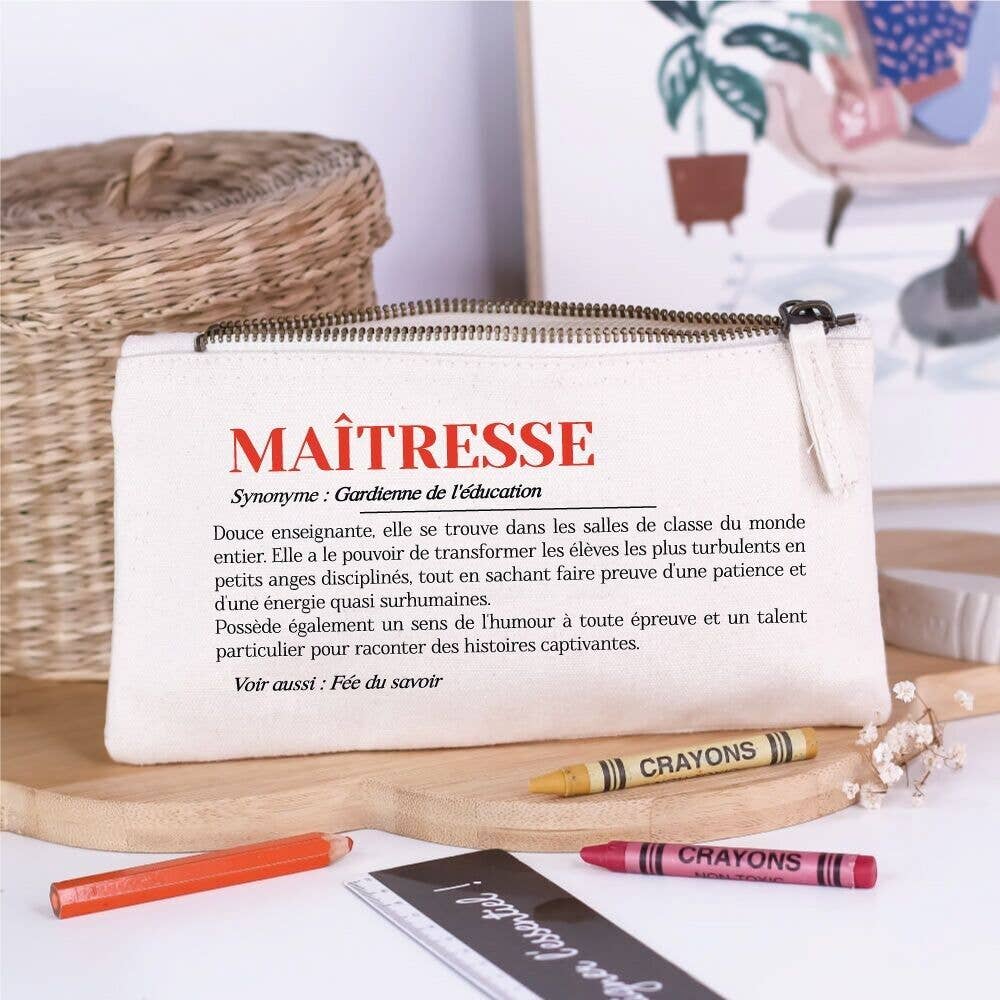 MAÎTRESSE
Synonyme : Gardienne de l'éducation
Douce enseignante, elle se trouve dans les salles de classe du monde
entier. Elle a le pouvoir de transformer les élèves les plus turbulents en
petits anges disciplinés, tout en sachant faire preuve d'une patience et
d'une énergie quasi surhumaines.
Possède également un sens de l'humour à toute épreuve et un talent
particulier pour raconter des histoires captivantes.
Voir aussi : Fée du savoir
CRAYONS
CRAYONS
NON-TOXIC
l'essentiel !